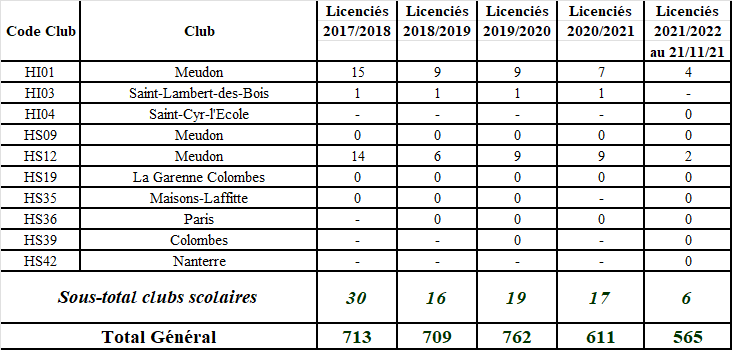 Code Club Club Licenciés 2017/2018 Licenciés 2018/2019 Licenciés 2019/2020 Licenciés 2020/2021 Licenciés 2021/2022 au 21/11/21
HI01 Meudon 15 9 9 7 4
HI03 Saint-Lambert-des-Bois 1 1 1 1 -
HI04 Saint-Cyr-l'Ecole - - - - 0
HS09 Meudon 0 0 0 0 0
HS12 Meudon 14 6 9 9 2
HS19 La Garenne Colombes 0 0 0 0 0
HS35 Maisons-Laffitte 0 0 0 - 0
HS36 Paris - 0 0 0 0
HS39 Colombes - - 0 - 0
HS42 Nanterre - - - - 0
Sous-total clubs scolaires 30 16 19 17 6
Total Général 713 709 762 611 565